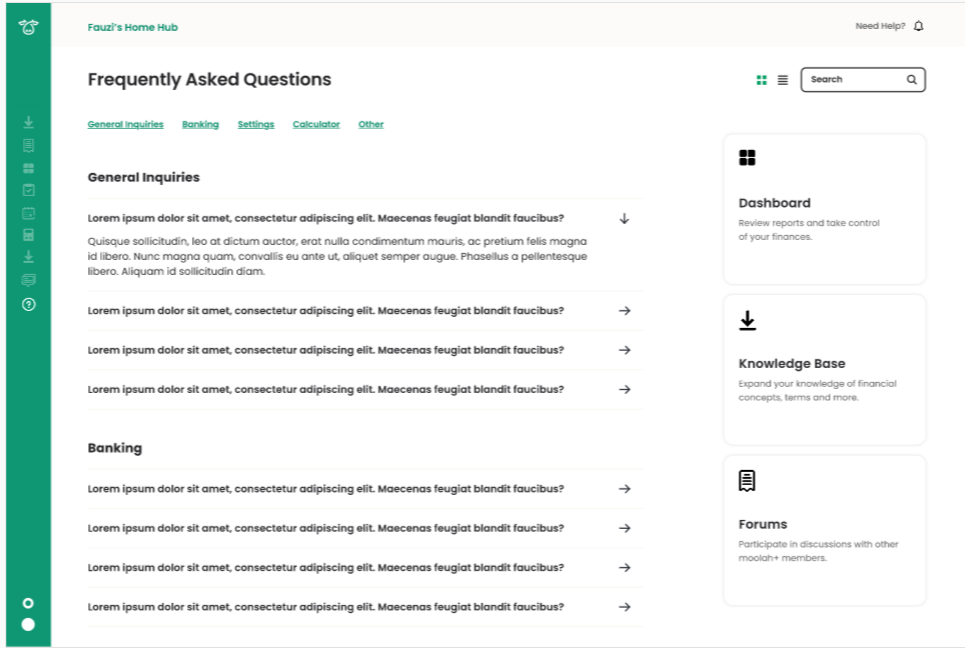 Fauzi's Home Hub
Need Help?
Frequently Asked Questions
Search
General Inquiries Banking Settings Calculator Other
General Inquiries
Lorem ipsum dolor sit amet, consectetur adipiscing elit. Maecenas feugiat blandit faucibus?
Quisque sollicitudin, leo at dictum auctor, erat nulla condimentum mauris, ac pretium felis magna
id libero. Nunc magna quam, convallis eu ante ut, aliquet semper augue. Phasellus a pellentesque
libero. Aliquam id sollicitudin diam.
Lorem ipsum dolor sit amet, consectetur adipiscing elit. Maecenas feugiat blandit faucibus?
Lorem ipsum dolor sit amet, consectetur adipiscing elit. Maecenas feugiat blandit faucibus?
Lorem ipsum dolor sit amet, consectetur adipiscing elit. Maecenas feugiat blandit faucibus?
Banking
Lorem ipsum dolor sit amet, consectetur adipiscing elit. Maecenas feugiat blandit faucibus?
Lorem ipsum dolor sit amet, consectetur adipiscing elit. Maecenas feugiat blandit faucibus?
Lorem ipsum dolor sit amet, consectetur adipiscing elit. Maecenas feugiat blandit faucibus?
Lorem ipsum dolor sit amet, consectetur adipiscing elit. Maecenas feugiat blandit faucibus?
Dashboard
Review reports and take control
of your finances.
Knowledge Base
Expand your knowledge of financial
concepts, terms and more.
Forums
Participate in discussions with other
moolah+ members.